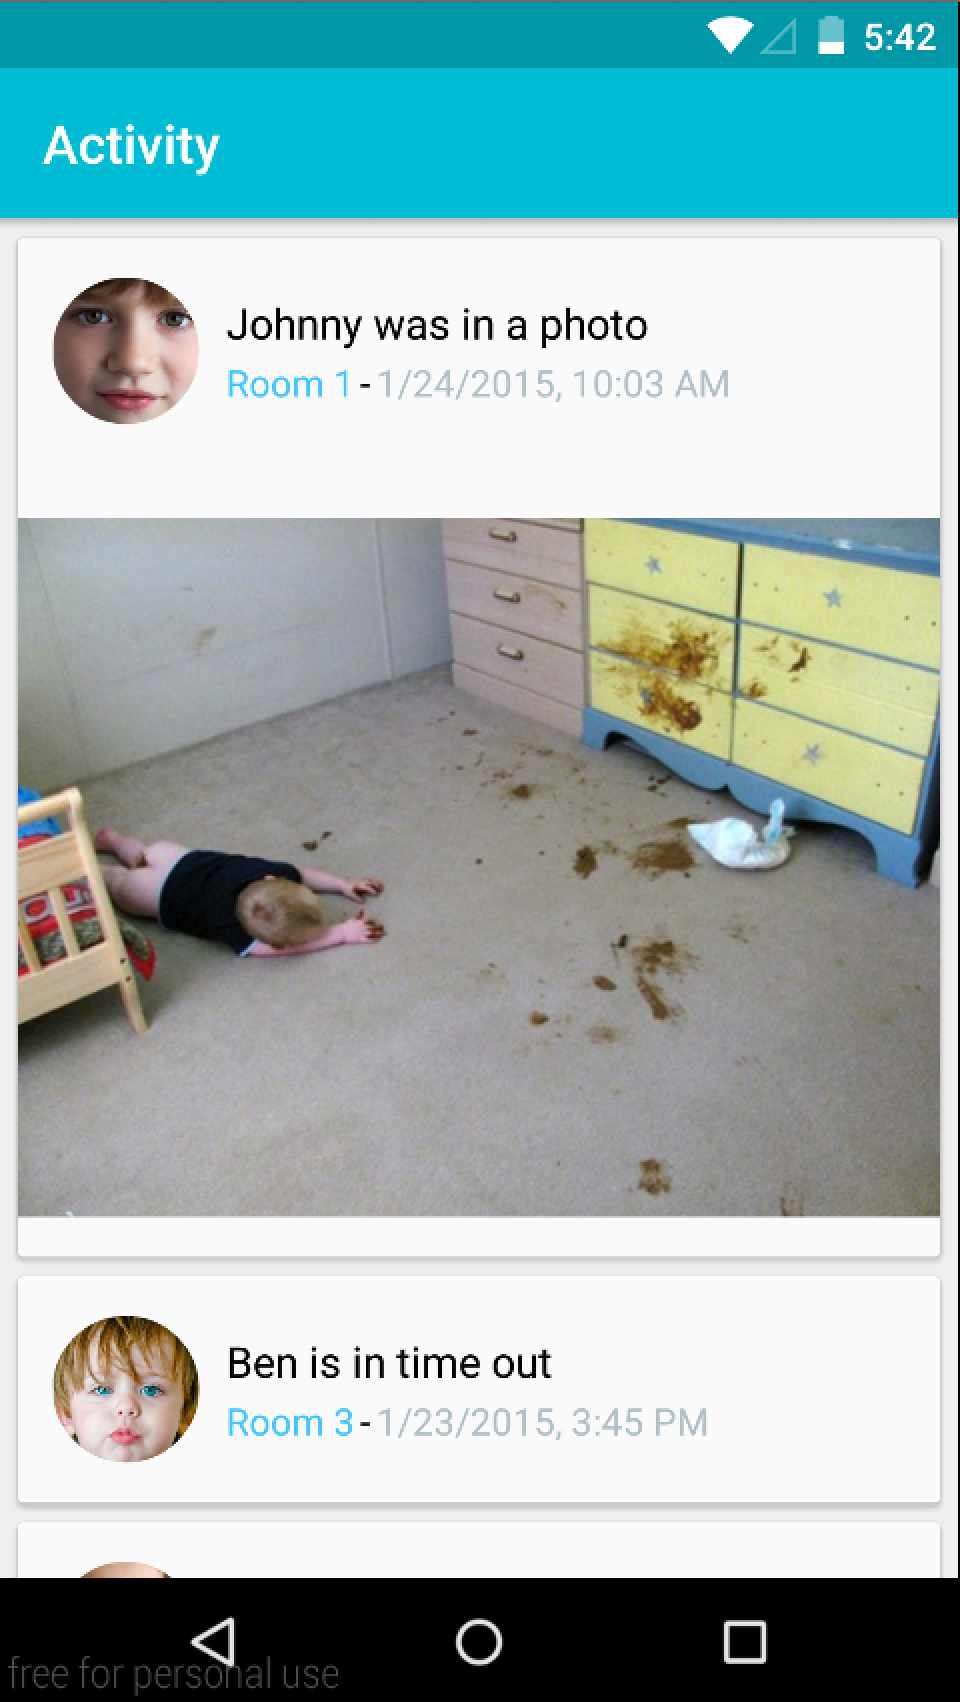 5:42
Activity
Johnny was in a photo
Room 1 - 1/24/2015, 10:03 AM
Ben is in time out
Room 3 - 1/23/2015, 3:45 PM
free for personal use